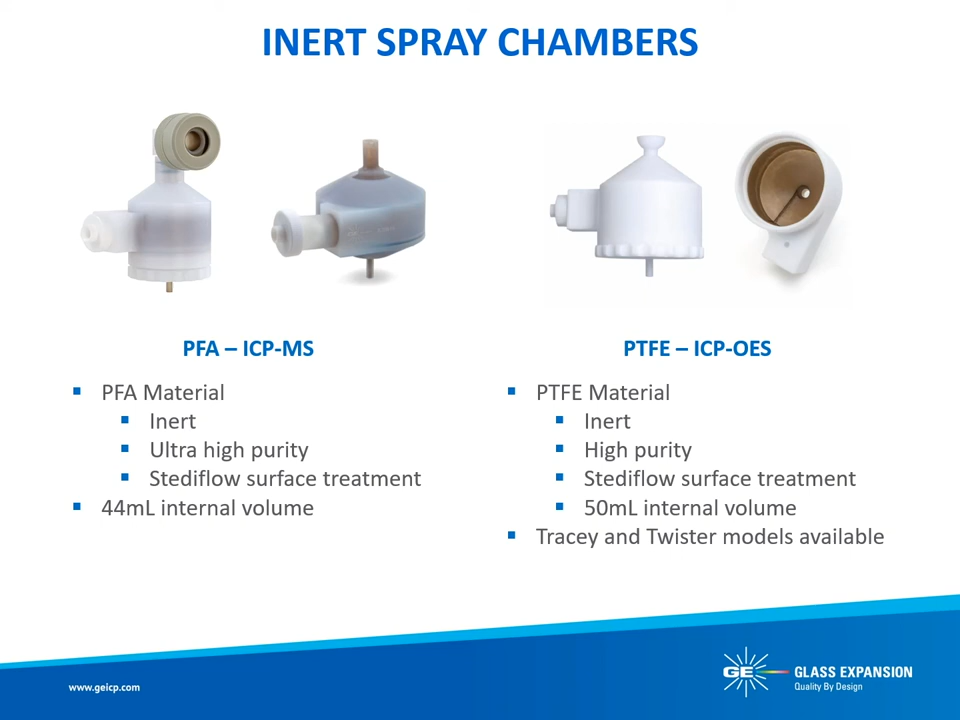 INERT SPRAY CHAMBERS
PFA – ICP-MS
▪ PFA Material
▪ Inert
▪ Ultra high purity
▪ Stediflow surface treatment
▪ 44mL internal volume
PTFE – ICP-OES
▪ PTFE Material
▪ Inert
▪ High purity
▪ Stediflow surface treatment
▪ 50mL internal volume
▪ Tracey and Twister models available
www.geicp.com
GE
GLASS EXPANSION
Quality By Design